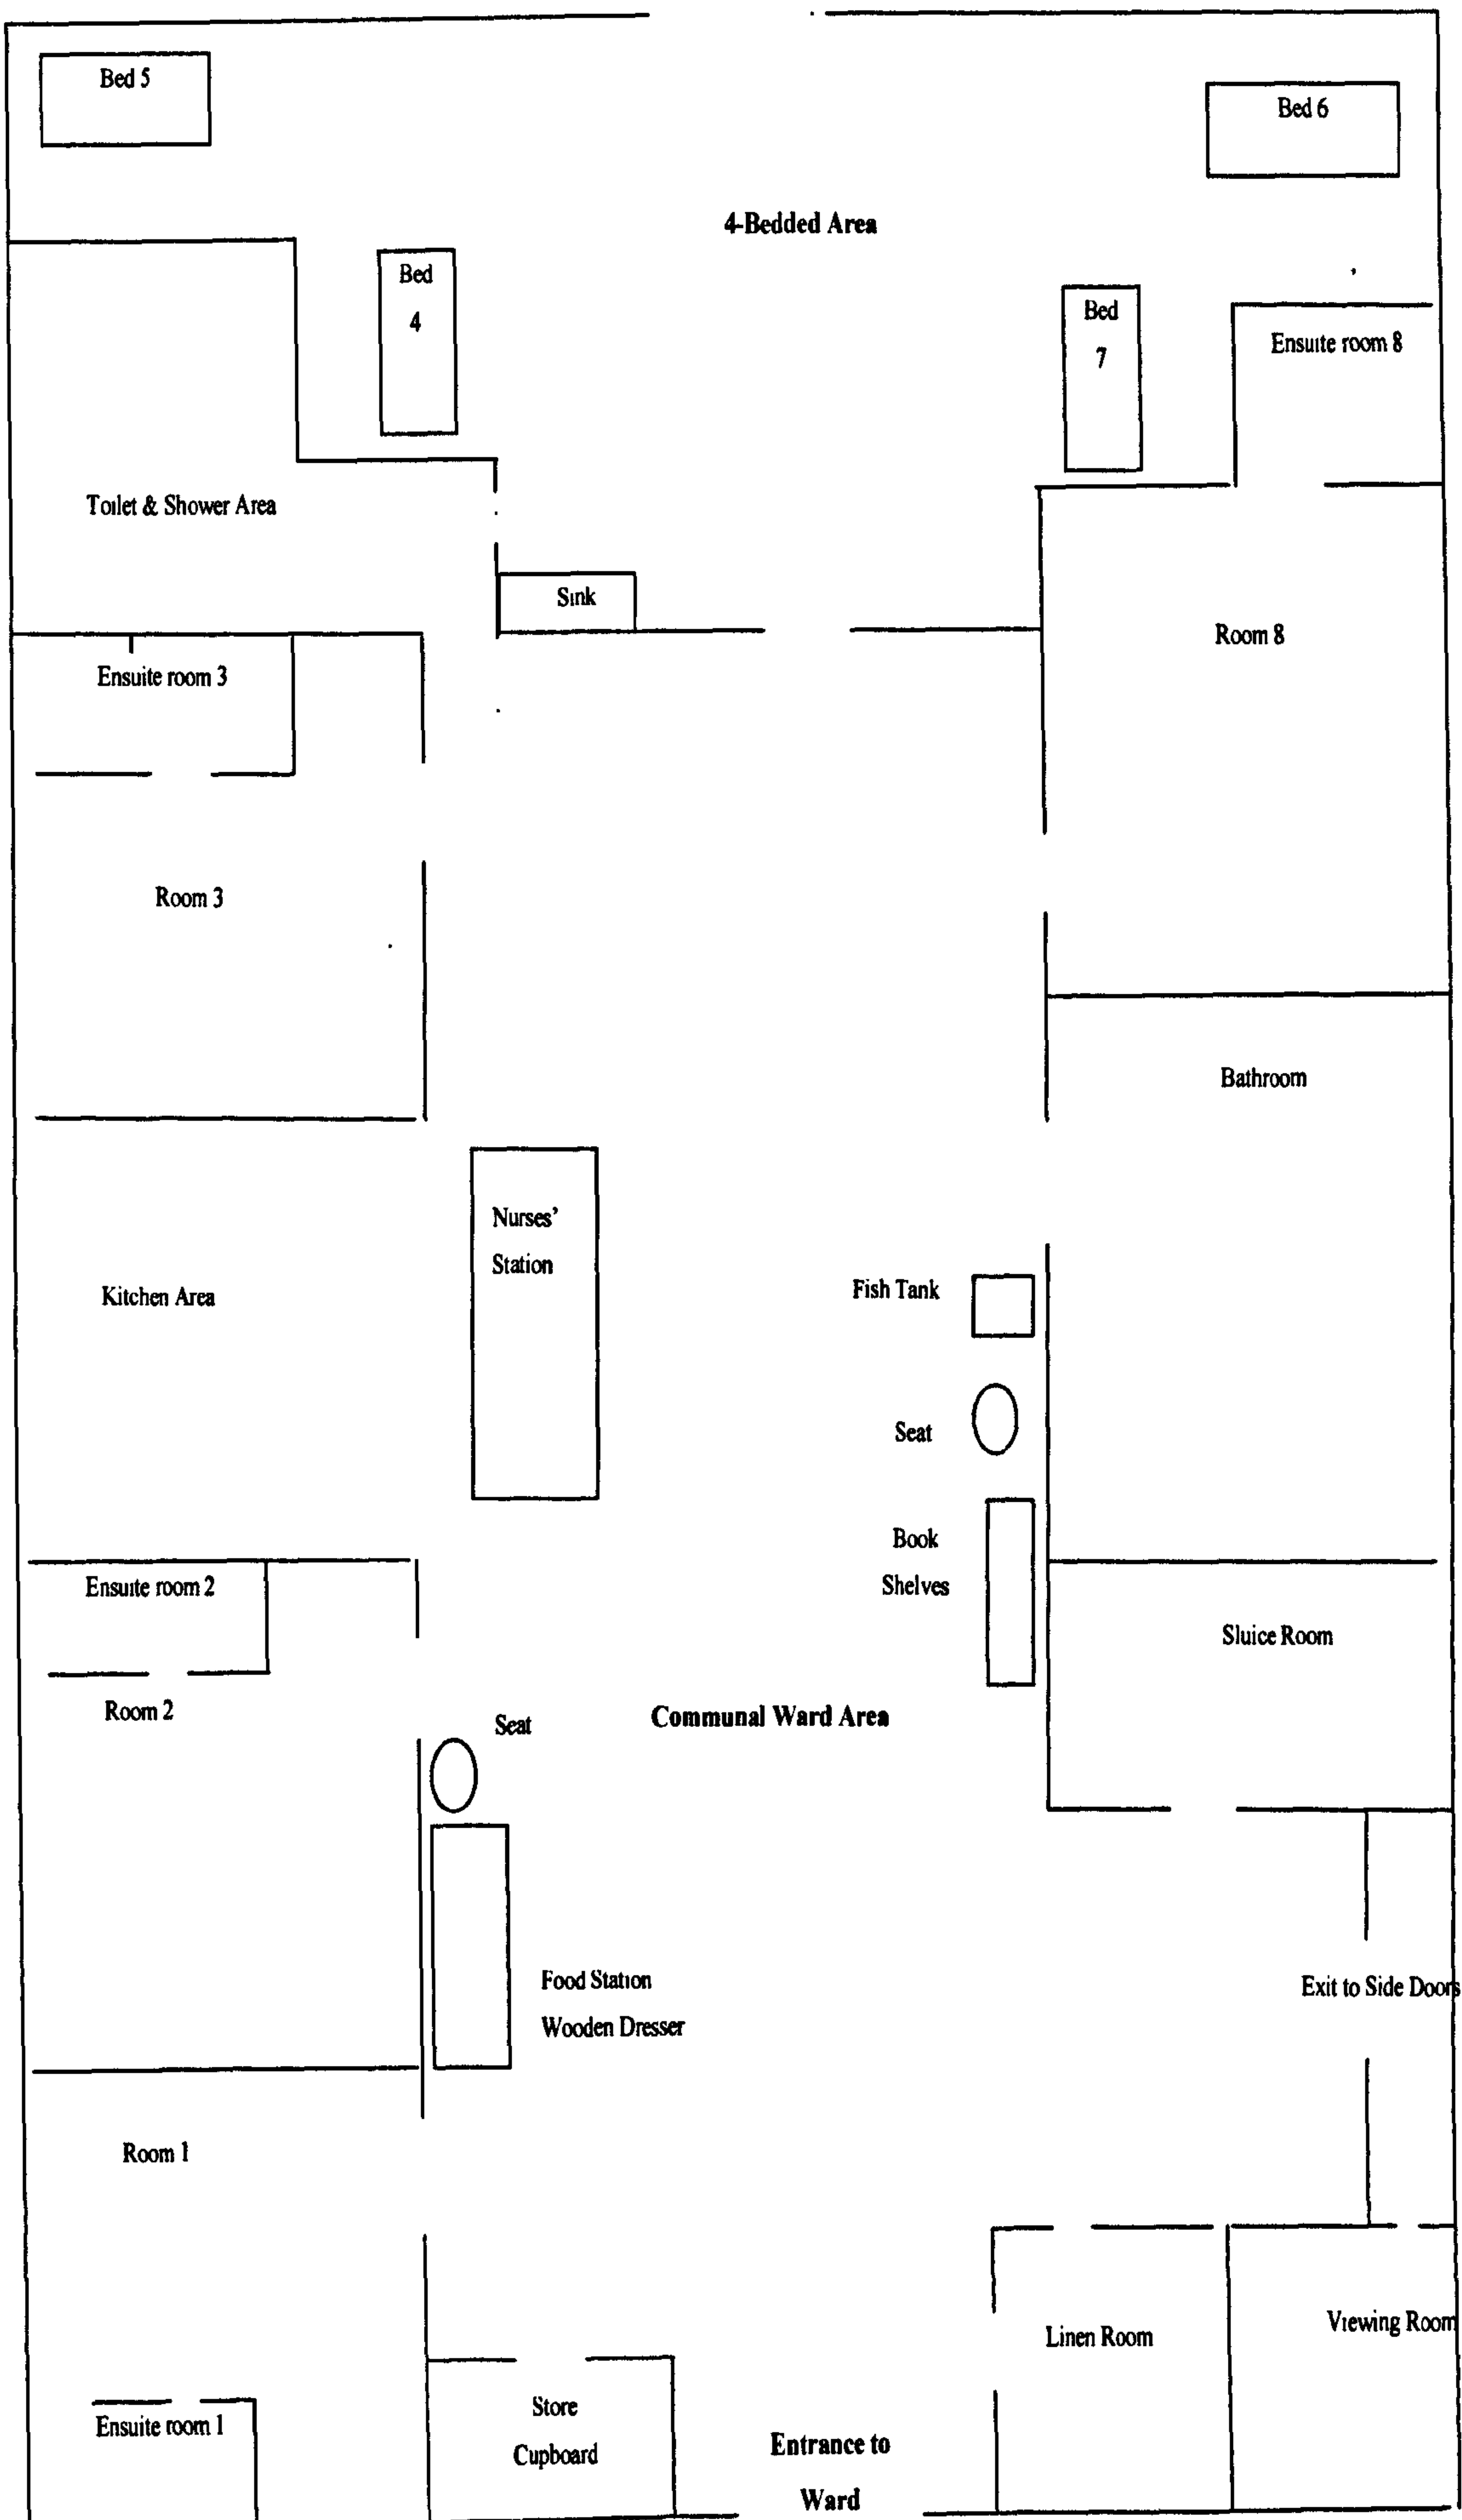 Bed 5
Bed 6
4-Bedded Area
Bed
4
Bed
7
Ensuite room 8
Toilet & Shower Area
Sink
Room 8
Ensuite room 3
Room 3
Bathroom
Nurses'
Station
Fish Tank
Kitchen Area
Seat
Book
Shelves
Ensuite room 2
Sluice Room
Room 2
Seat
Communal Ward Area
Food Station
Wooden Dresser
Exit to Side Doors
Room 1
Linen Room
Viewing Room
Store
Cupboard
Ensuite room 1
Entrance to
Ward